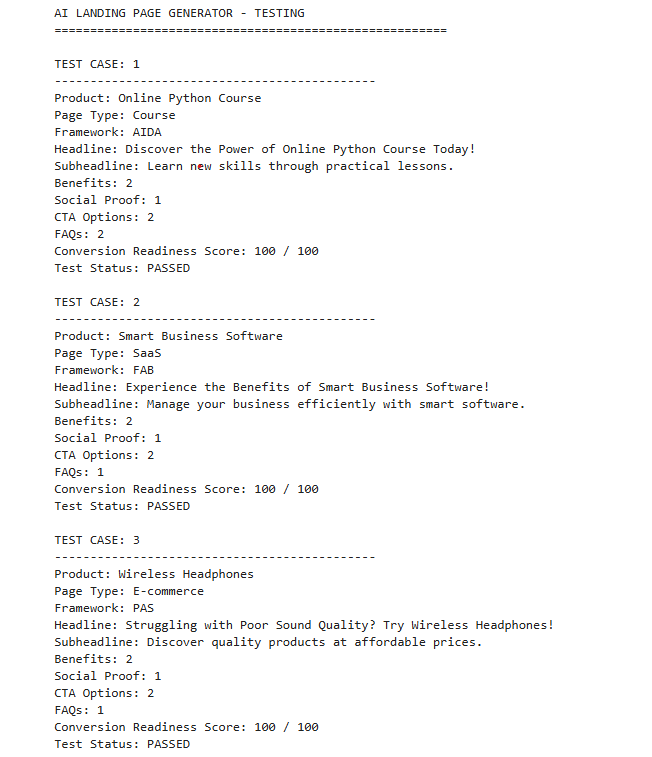 AI LANDING PAGE GENERATOR - TESTING
=======================================================
TEST CASE: 1
---------------------------------------------
Product: Online Python Course
Page Type: Course
Framework: AIDA
Headline: Discover the Power of Online Python Course Today!
Subheadline: Learn new skills through practical lessons.
Benefits: 2
Social Proof: 1
CTA Options: 2
FAQs: 2
Conversion Readiness Score: 100 / 100
Test Status: PASSED
TEST CASE: 2
---------------------------------------------
Product: Smart Business Software
Page Type: SaaS
Framework: FAB
Headline: Experience the Benefits of Smart Business Software!
Subheadline: Manage your business efficiently with smart software.
Benefits: 2
Social Proof: 1
CTA Options: 2
FAQs: 1
Conversion Readiness Score: 100 / 100
Test Status: PASSED
TEST CASE: 3
---------------------------------------------
Product: Wireless Headphones
Page Type: E-commerce
Framework: PAS
Headline: Struggling with Poor Sound Quality? Try Wireless Headphones!
Subheadline: Discover quality products at affordable prices.
Benefits: 2
Social Proof: 1
CTA Options: 2
FAQs: 1
Conversion Readiness Score: 100 / 100
Test Status: PASSED